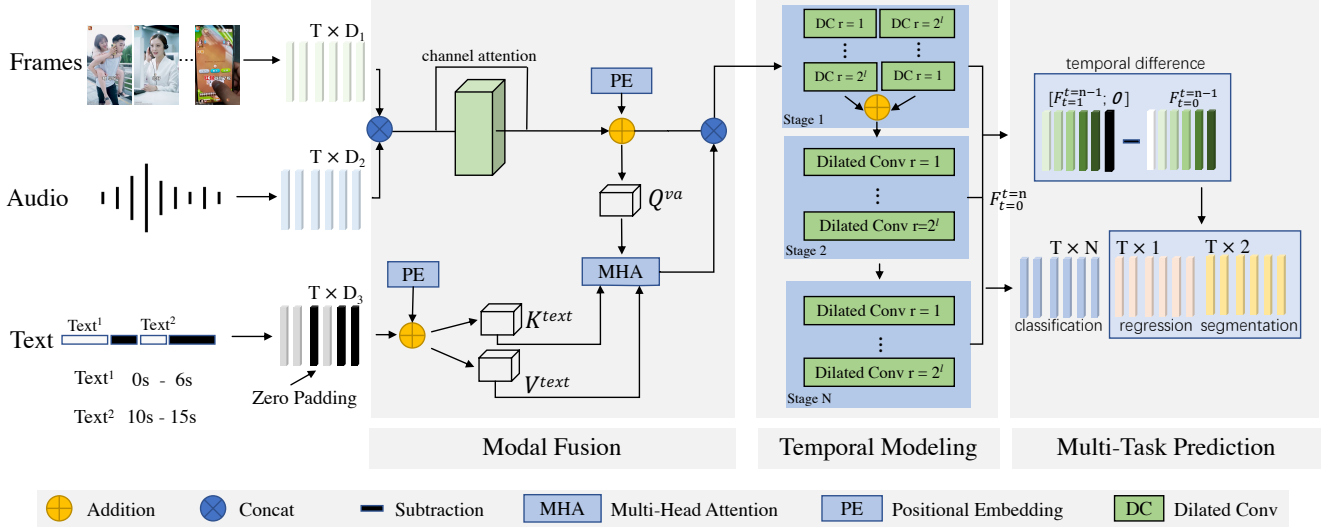 Frames
T × D₁
Audio
T × D₂
Text
Text¹
Text²
T × D₃
Text¹ 0s - 6s
Text² 10s - 15s
Zero Padding
channel attention
PE
Q^{va}
MHA
PE
K^{text}
V^{text}
Modal Fusion
DC r = 1
DC r = 2^l
DC r = 2^l
DC r = 1
Stage 1
Dilated Conv r = 1
Dilated Conv r=2^l
Stage 2
Dilated Conv r = 1
Dilated Conv r = 2^l
Stage N
Temporal Modeling
F_{t=0}^{t=n}
temporal difference
[F_{t=1}^{t=n-1}; 0]
F_{t=0}^{t=n-1}
T × N
T × 1
T × 2
classification
regression
segmentation
Multi-Task Prediction
Addition
Concat
Subtraction
MHA
Multi-Head Attention
PE
Positional Embedding
DC
Dilated Conv